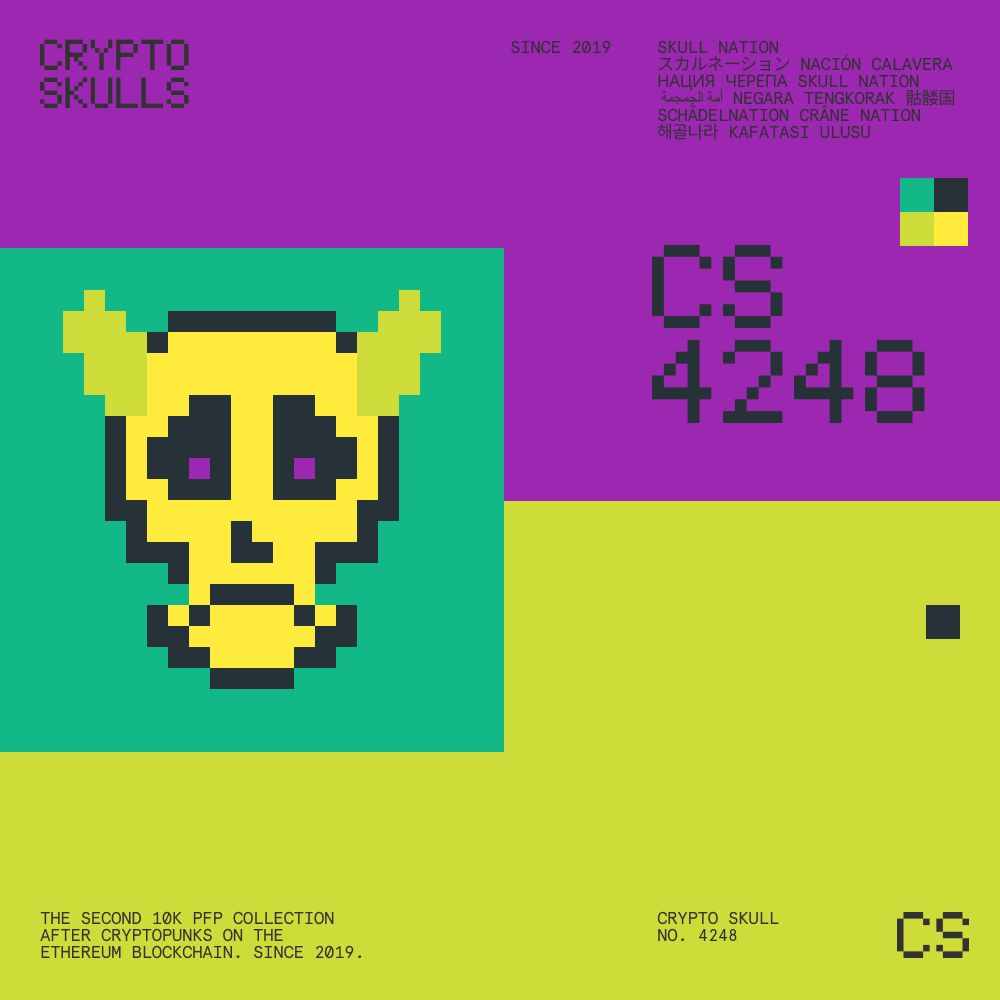 CRYPTO
SKULLS
SINCE 2019
SKULL NATION
スカルネーション NACIÓN CALAVERA
НАЦИЯ ЧЕРЕПА SKULL NATION
أمة الجمجمة NEGARA TENGKORAK 骷髅国
SCHÄDELNATION CRÂNE NATION
해골나라 KAFATASI ULUSU
CS
4248
THE SECOND 10K PFP COLLECTION
AFTER CRYPTOPUNKS ON THE
ETHEREUM BLOCKCHAIN. SINCE 2019.
CRYPTO SKULL
NO. 4248
CS